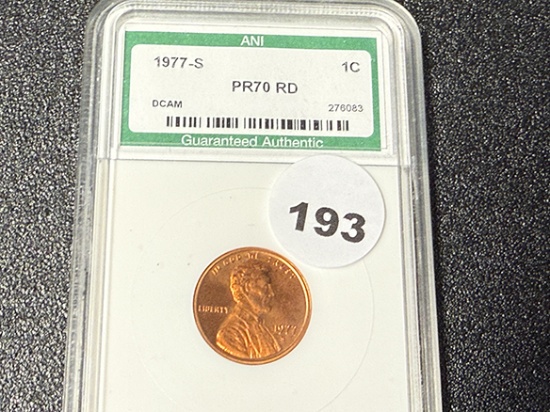 ANI
1977-S 1C
PR70 RD
DCAM 276083
Guaranteed Authentic
193
LIBERTY
1977